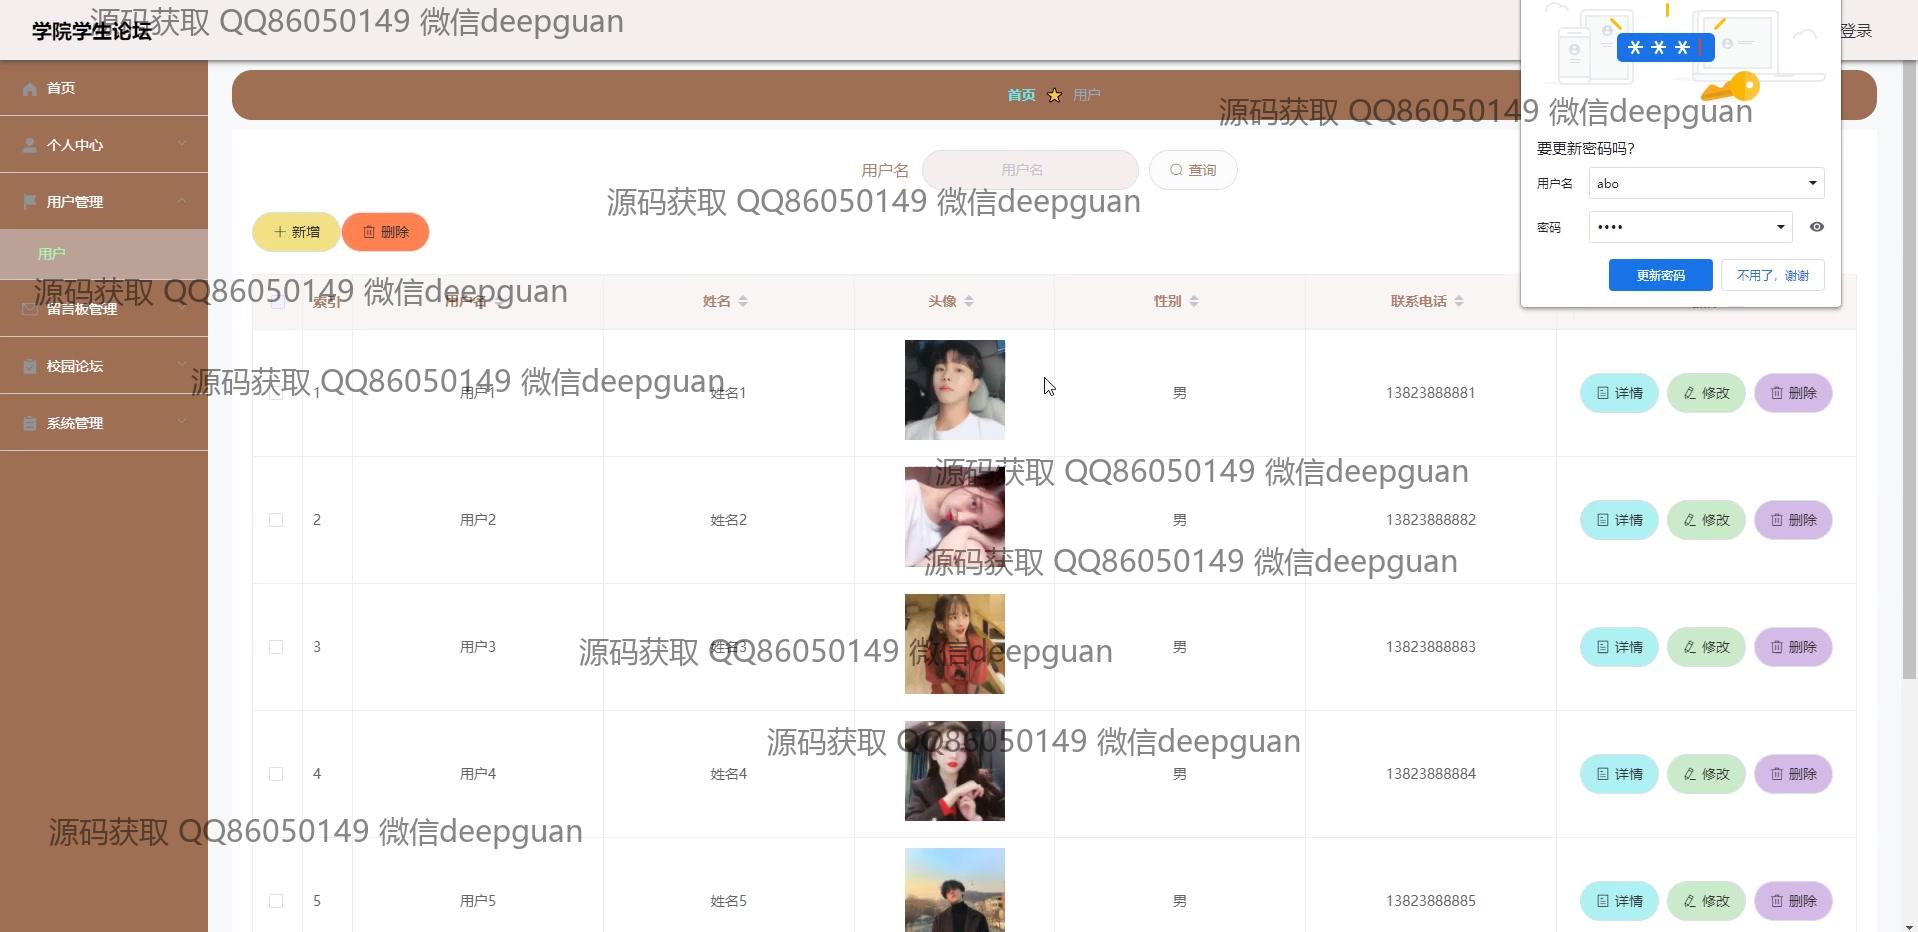 学院学生论坛
源码获取 QQ86050149 微信deepguan
登录
***
首页
首页 用户
源码获取 QQ86050149 微信deepguan
个人中心
要更新密码吗?
用户名 用户名 查询
用户名 abo
用户管理
源码获取 QQ86050149 微信deepguan
密码 ••••
新增 删除
用户
更新密码 不用了，谢谢
源码获取 QQ86050149 微信deepguan
索引 用户名 姓名 头像 性别 联系电话
留言板管理
校园论坛
源码获取 QQ86050149 微信deepguan
1 用户1 姓名1 男 13823888881 详情 修改 删除
系统管理
源码获取 QQ86050149 微信deepguan
2 用户2 姓名2 男 13823888882 详情 修改 删除
源码获取 QQ86050149 微信deepguan
3 用户3 姓名3 男 13823888883 详情 修改 删除
源码获取 QQ86050149 微信deepguan
源码获取 QQ86050149 微信deepguan
4 用户4 姓名4 男 13823888884 详情 修改 删除
源码获取 QQ86050149 微信deepguan
5 用户5 姓名5 男 13823888885 详情 修改 删除